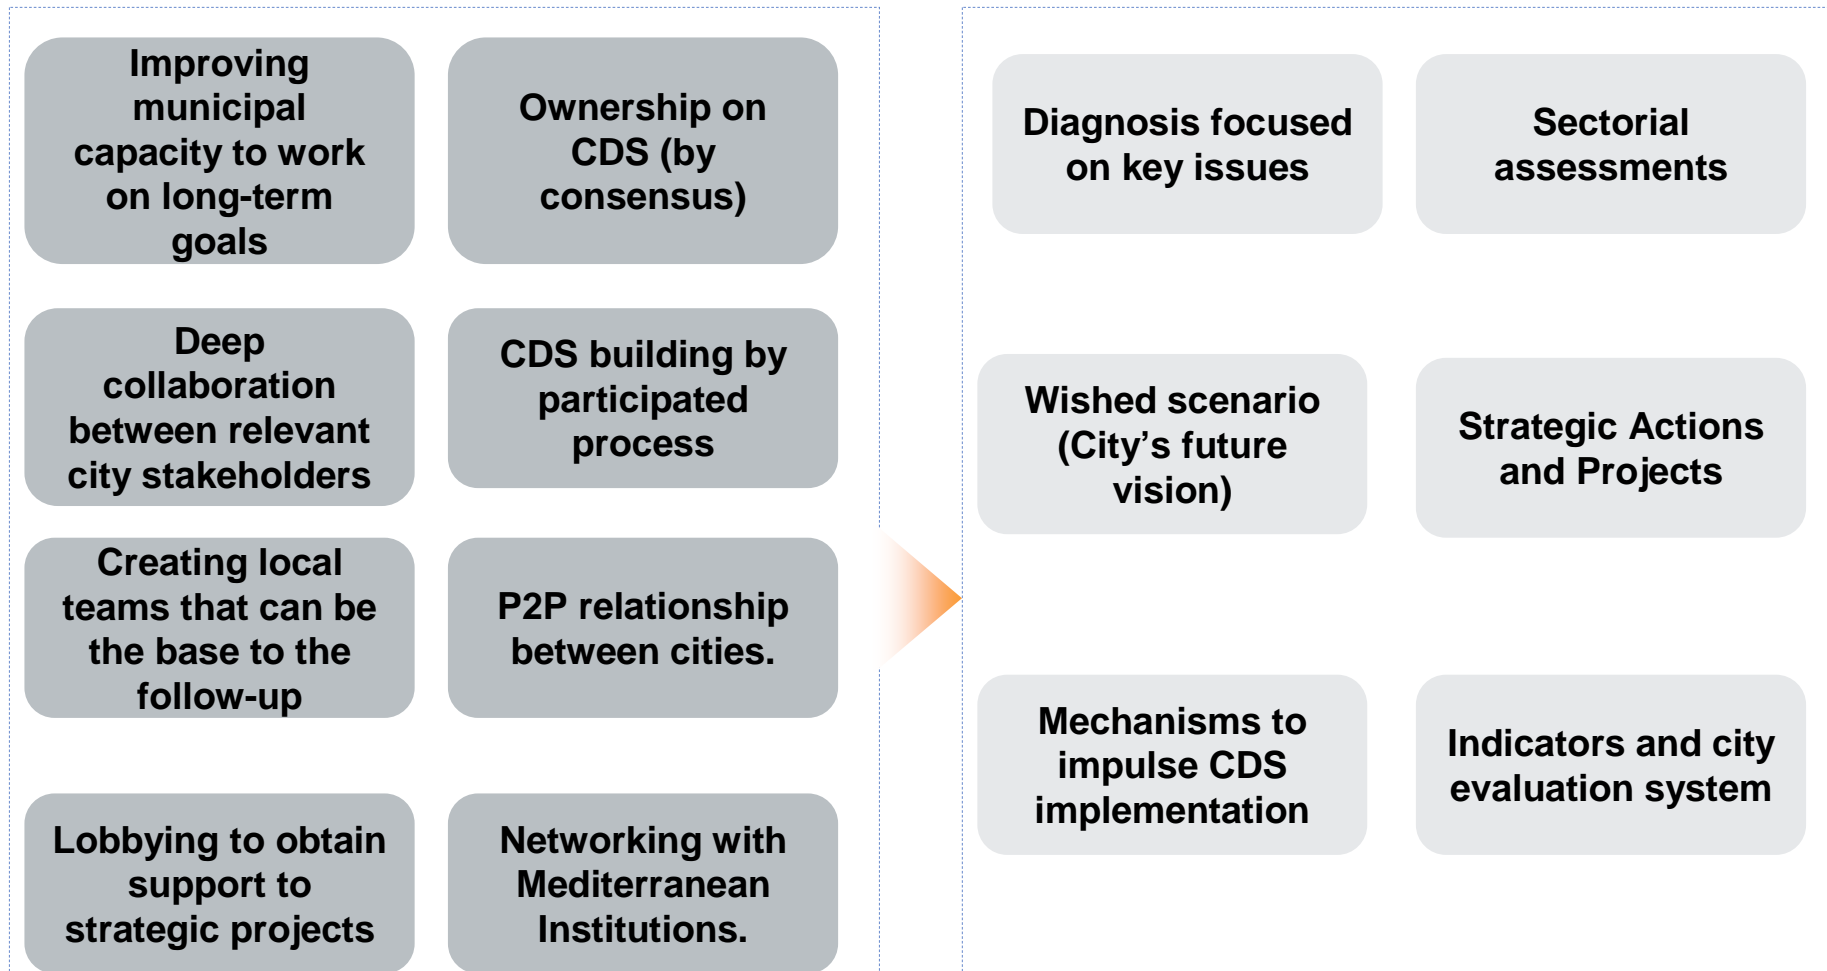 Improving
municipal
capacity to work
on long-term
goals
Ownership on
CDS (by
consensus)
Deep
collaboration
between relevant
city stakeholders
CDS building by
participated
process
Creating local
teams that can be
the base to the
follow-up
P2P relationship
between cities.
Lobbying to obtain
support to
strategic projects
Networking with
Mediterranean
Institutions.
Diagnosis focused
on key issues
Sectorial
assessments
Wished scenario
(City’s future
vision)
Strategic Actions
and Projects
Mechanisms to
impulse CDS
implementation
Indicators and city
evaluation system